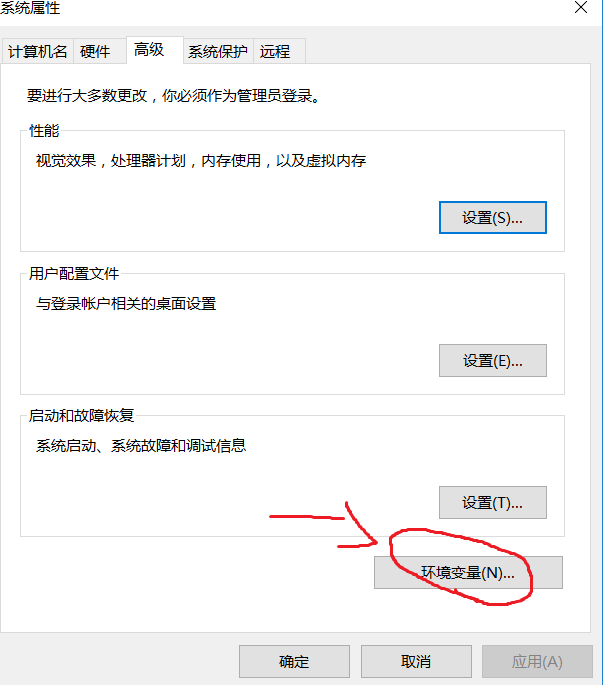 系统属性
计算机名 硬件 高级 系统保护 远程
要进行大多数更改，你必须作为管理员登录。
性能
视觉效果，处理器计划，内存使用，以及虚拟内存
设置(S)...
用户配置文件
与登录帐户相关的桌面设置
设置(E)...
启动和故障恢复
系统启动、系统故障和调试信息
设置(T)...
环境变量(N)...
确定 取消 应用(A)